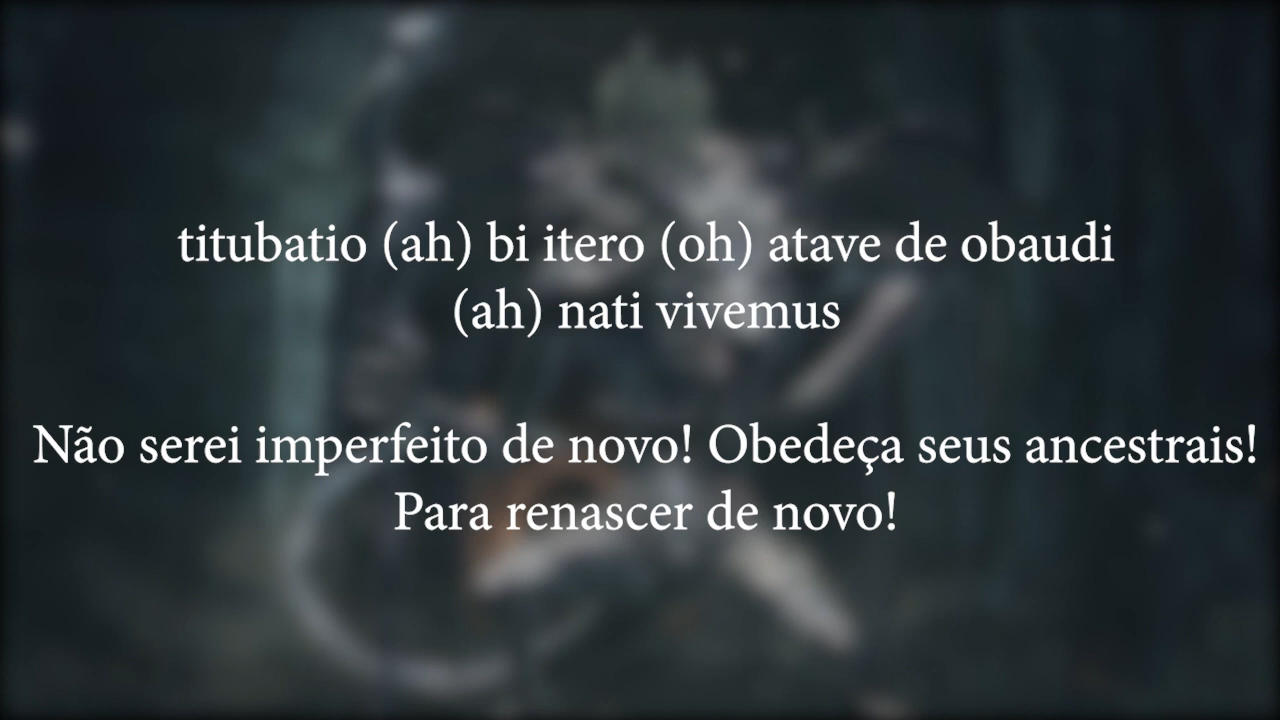 titubatio (ah) bi itero (oh) atave de obaudi
(ah) nati vivemus
Não serei imperfeito de novo! Obedeça seus ancestrais!
Para renascer de novo!